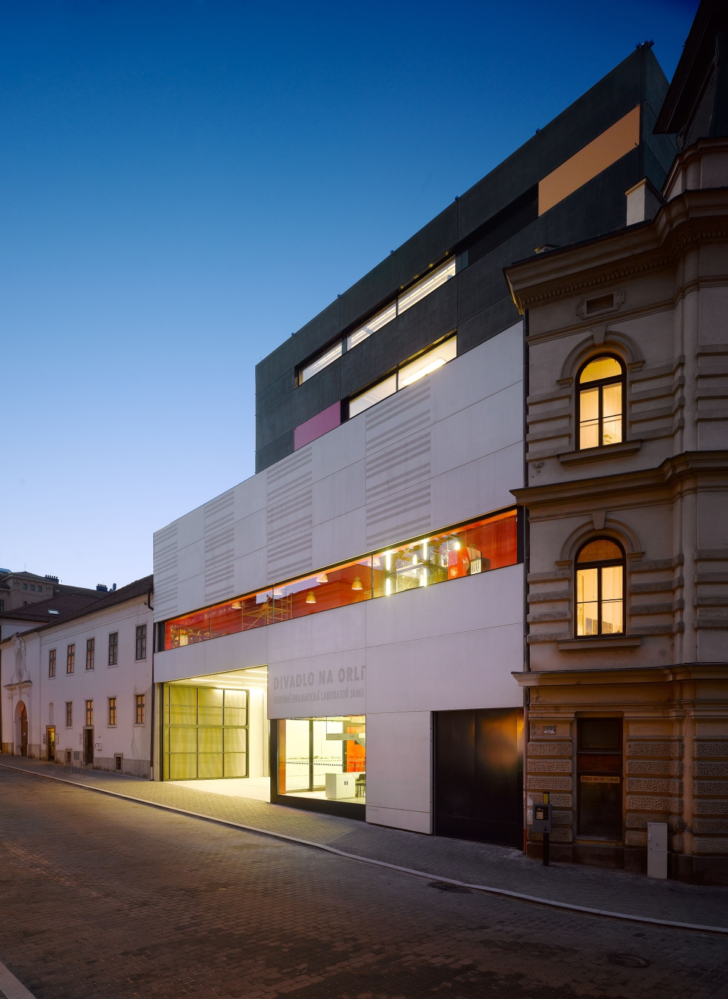 DIVADLO NA ORLÍ
HUDEBNĚ-DRAMATICKÁ LABORATOŘ JAMU
FREE WI-FI